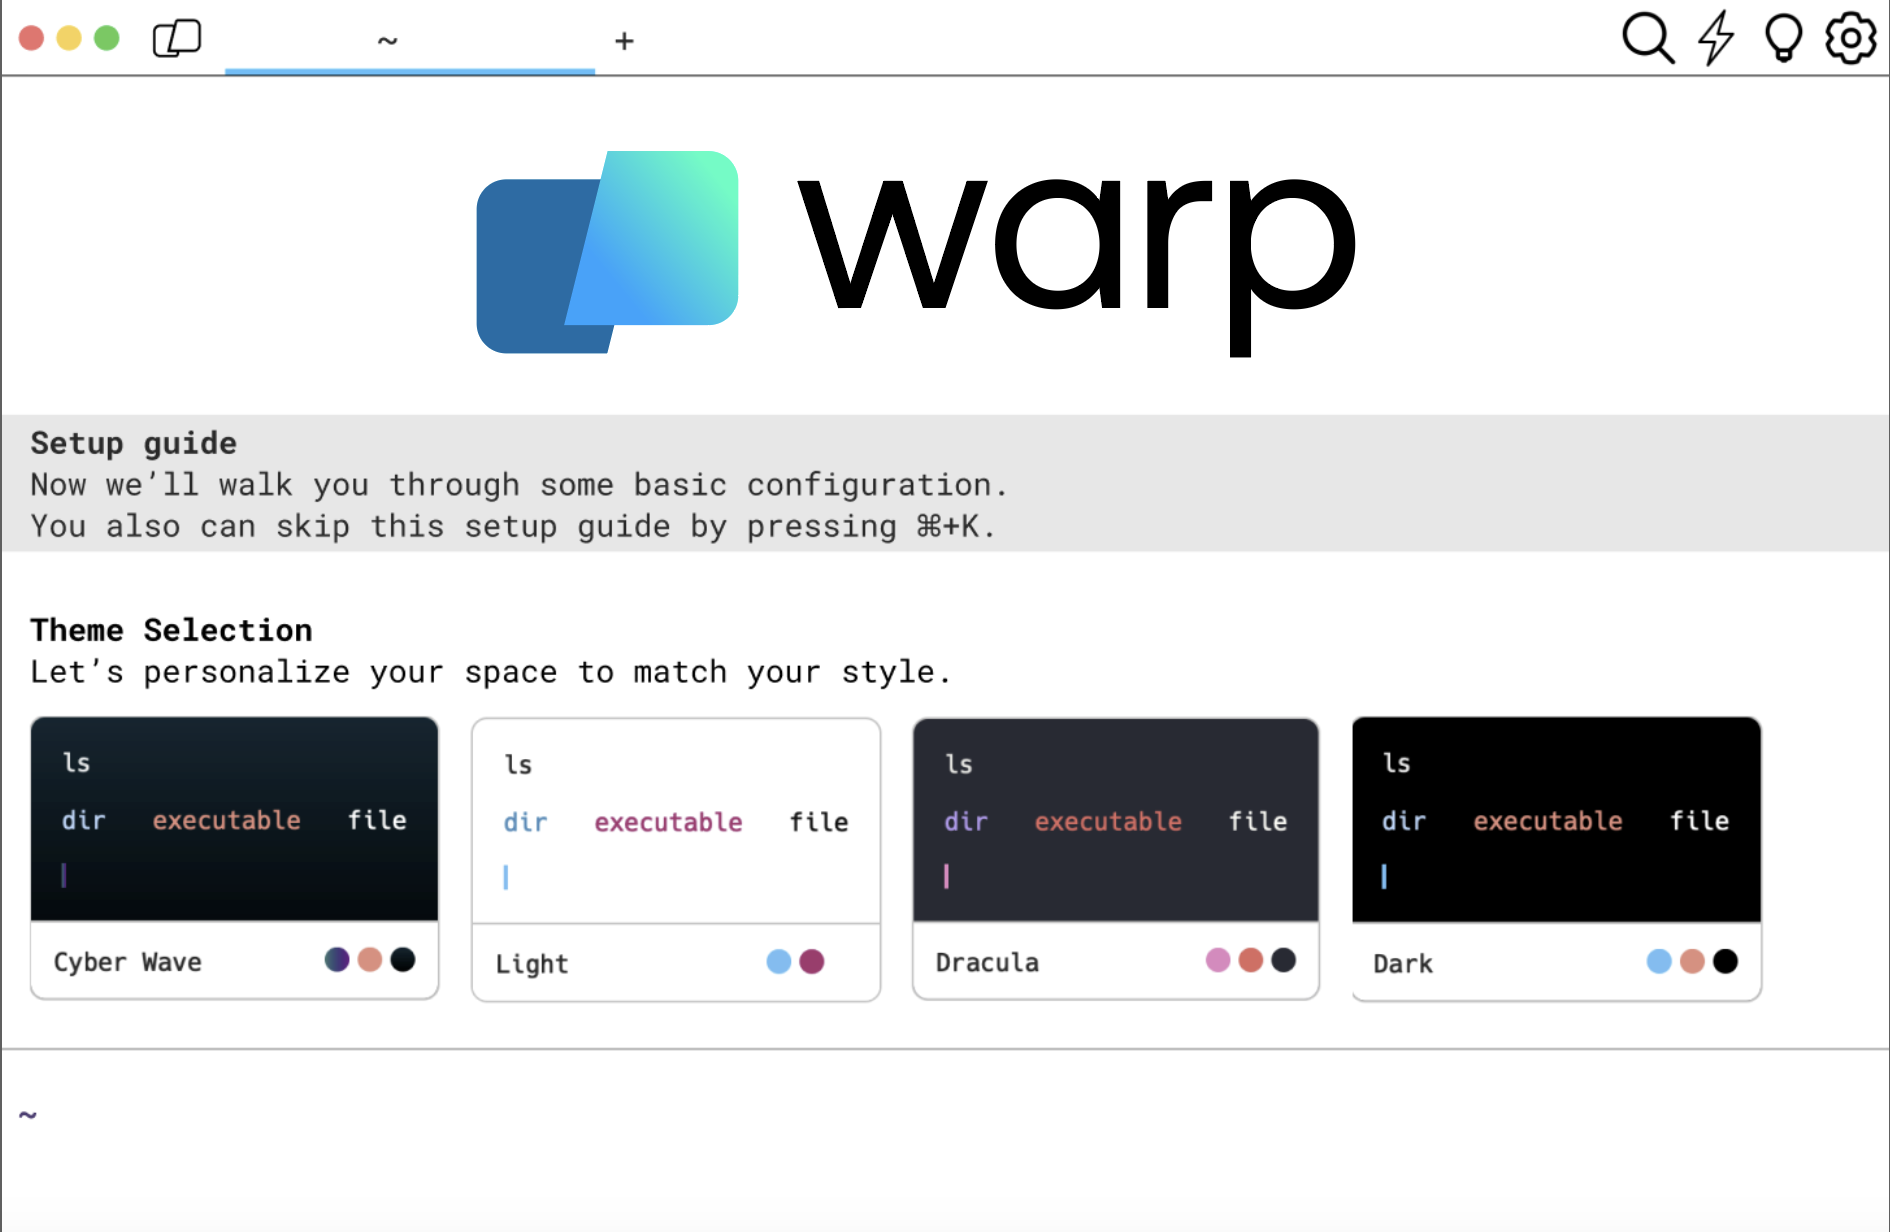 ~ +
warp
Setup guide
Now we’ll walk you through some basic configuration.
You also can skip this setup guide by pressing ⌘+K.
Theme Selection
Let’s personalize your space to match your style.
ls
dir executable file
Cyber Wave
ls
dir executable file
Light
ls
dir executable file
Dracula
ls
dir executable file
Dark
~